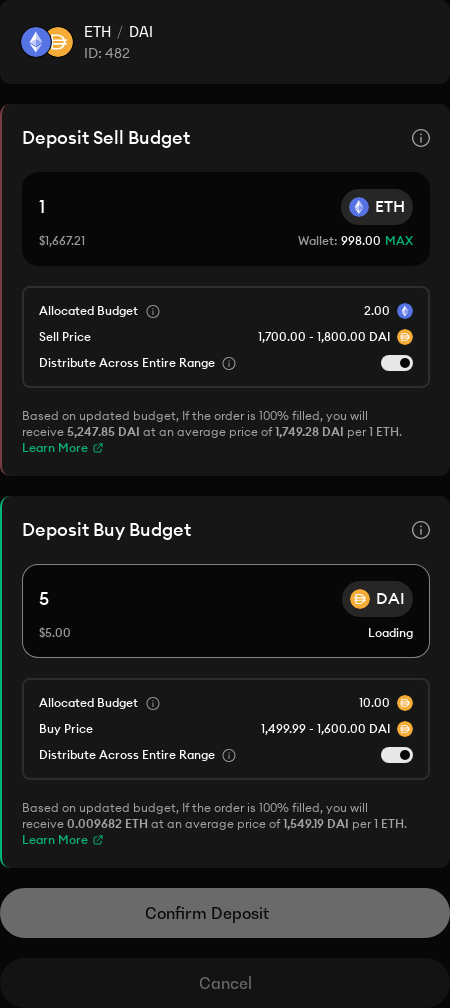 ETH / DAI
ID: 482
Deposit Sell Budget
1
ETH
$1,667.21
Wallet: 998.00 MAX
Allocated Budget
2.00
Sell Price
1,700.00 - 1,800.00 DAI
Distribute Across Entire Range
Based on updated budget, If the order is 100% filled, you will
receive 5,247.85 DAI at an average price of 1,749.28 DAI per 1 ETH.
Learn More
Deposit Buy Budget
5
DAI
$5.00
Loading
Allocated Budget
10.00
Buy Price
1,499.99 - 1,600.00 DAI
Distribute Across Entire Range
Based on updated budget, If the order is 100% filled, you will
receive 0.009682 ETH at an average price of 1,549.19 DAI per 1 ETH.
Learn More
Confirm Deposit
Cancel